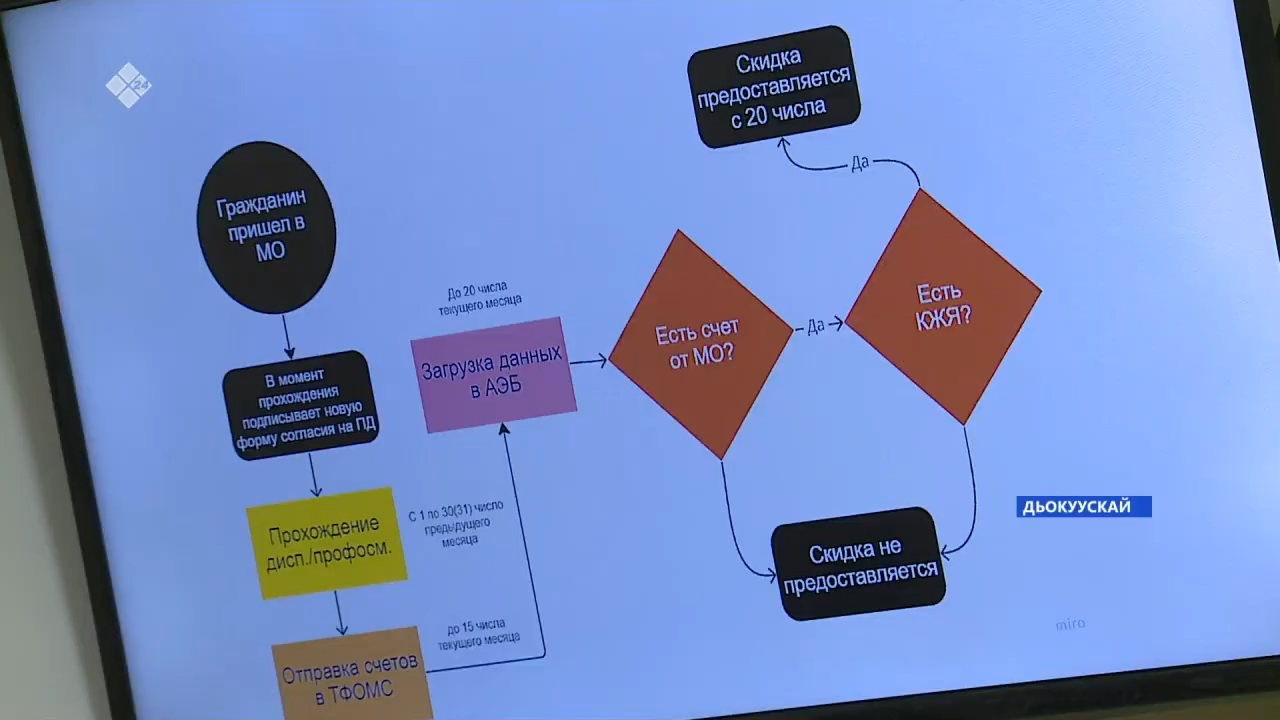 24
Скидка
предоставляется
с 20 числа
Да
Гражданин
пришел в
МО
До 20 числа
текущего месяца
Загрузка данных
в АЭБ
Есть счет
от МО?
Да
Есть
КЖЯ?
В момент
прохождения
подписывает новую
форму согласия на ПД
Прохождение
дисп./профосм.
С 1 по 30(31) число
предыдущего
месяца
ДЬОКУУСКАЙ
Скидка не
предоставляется
до 15 числа
текущего месяца
Отправка счетов
в ТФОМС
miro